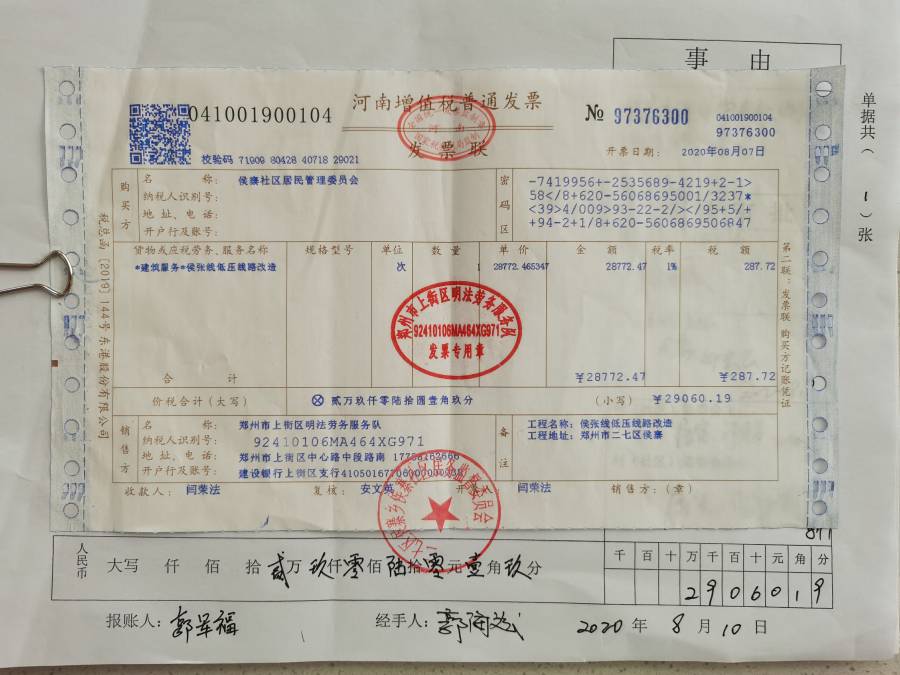 事 由
单据共( 1 )张
河南增值税普通发票
发票联
041001900104
№ 97376300
041001900104
97376300
校验码 71909 80428 40718 29021
开票日期: 2020年08月07日
购买方
名 称: 侯寨社区居民管理委员会
纳税人识别号:
地址、电话:
开户行及账号:
密码区
-7419956+-2535689-4219+2-1>
58</8+620-56068695001/3237*
<39>4/009>93-22-2/></95+5/+
+94-2+1/8+620-5606869506847
货物或应税劳务、服务名称 规格型号 单位 数量 单价 金额 税率 税额
*建筑服务*侯张线低压线路改造 次 1 28772.465347 28772.47 1% 287.72
合 计 ¥28772.47 ¥287.72
价税合计(大写) ⊗ 贰万玖仟零陆拾圆壹角玖分 (小写) ¥29060.19
销售方
名 称: 郑州市上街区明法劳务服务队
纳税人识别号: 92410106MA464XG971
地址、电话: 郑州市上街区中心路中段路南
开户行及账号: 建设银行上街区支行
备注
工程名称: 侯张线低压线路改造
工程地址: 郑州市二七区侯寨
收款人: 闫荣法 复核: 安文英 开票人: 闫荣法 销售方:(章)
税总函〔2019〕144号 东港股份有限公司
第二联:发票联 购买方记账凭证
郑州市上街区明法劳务服务队
92410106MA464XG971
发票专用章
人民币
大写 仟 佰 拾 贰万 玖仟 零佰 陆拾 零元 壹角 玖分
千 百 十 万 千 百 十 元 角 分
2 9 0 6 0 1 9
报账人: 郭军福
经手人:
2020 年 8 月 10 日